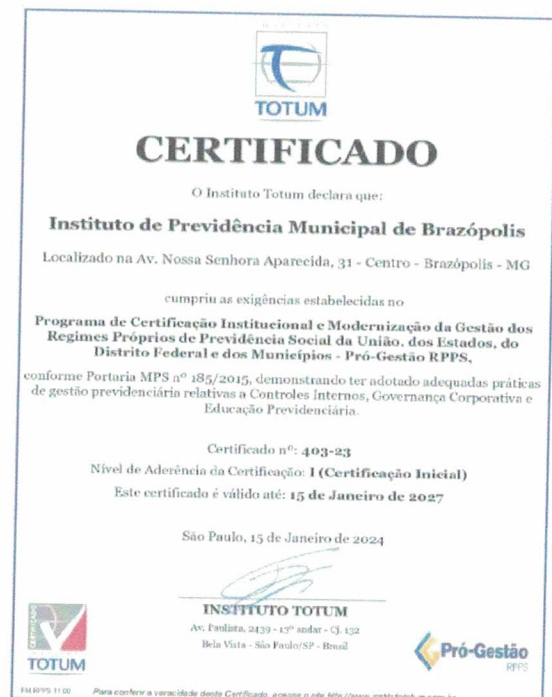 TOTUM
CERTIFICADO
O Instituto Totum declara que:
Instituto de Previdência Municipal de Brazópolis
Localizado na Av. Nossa Senhora Aparecida, 31 - Centro - Brazópolis - MG
cumpriu as exigências estabelecidas no
Programa de Certificação Institucional e Modernização da Gestão dos
Regimes Próprios de Previdência Social da União, dos Estados, do
Distrito Federal e dos Municípios - Pró-Gestão RPPS,
conforme Portaria MPS nº 185/2015, demonstrando ter adotado adequadas práticas
de gestão previdenciária relativas a Controles Internos, Governança Corporativa e
Educação Previdenciária.
Certificado nº: 403-23
Nível de Aderência da Certificação: I (Certificação Inicial)
Este certificado é válido até: 15 de Janeiro de 2027
São Paulo, 15 de Janeiro de 2024
INSTITUTO TOTUM
Av. Paulista, 2439 - 13º andar - Cj. 132
Bela Vista - São Paulo/SP - Brasil
CERTIFICADO
TOTUM
Pró-Gestão
RPPS
Para conferir a veracidade deste Certificado, acesse o site